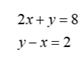 2x + y = 8
y − x = 2